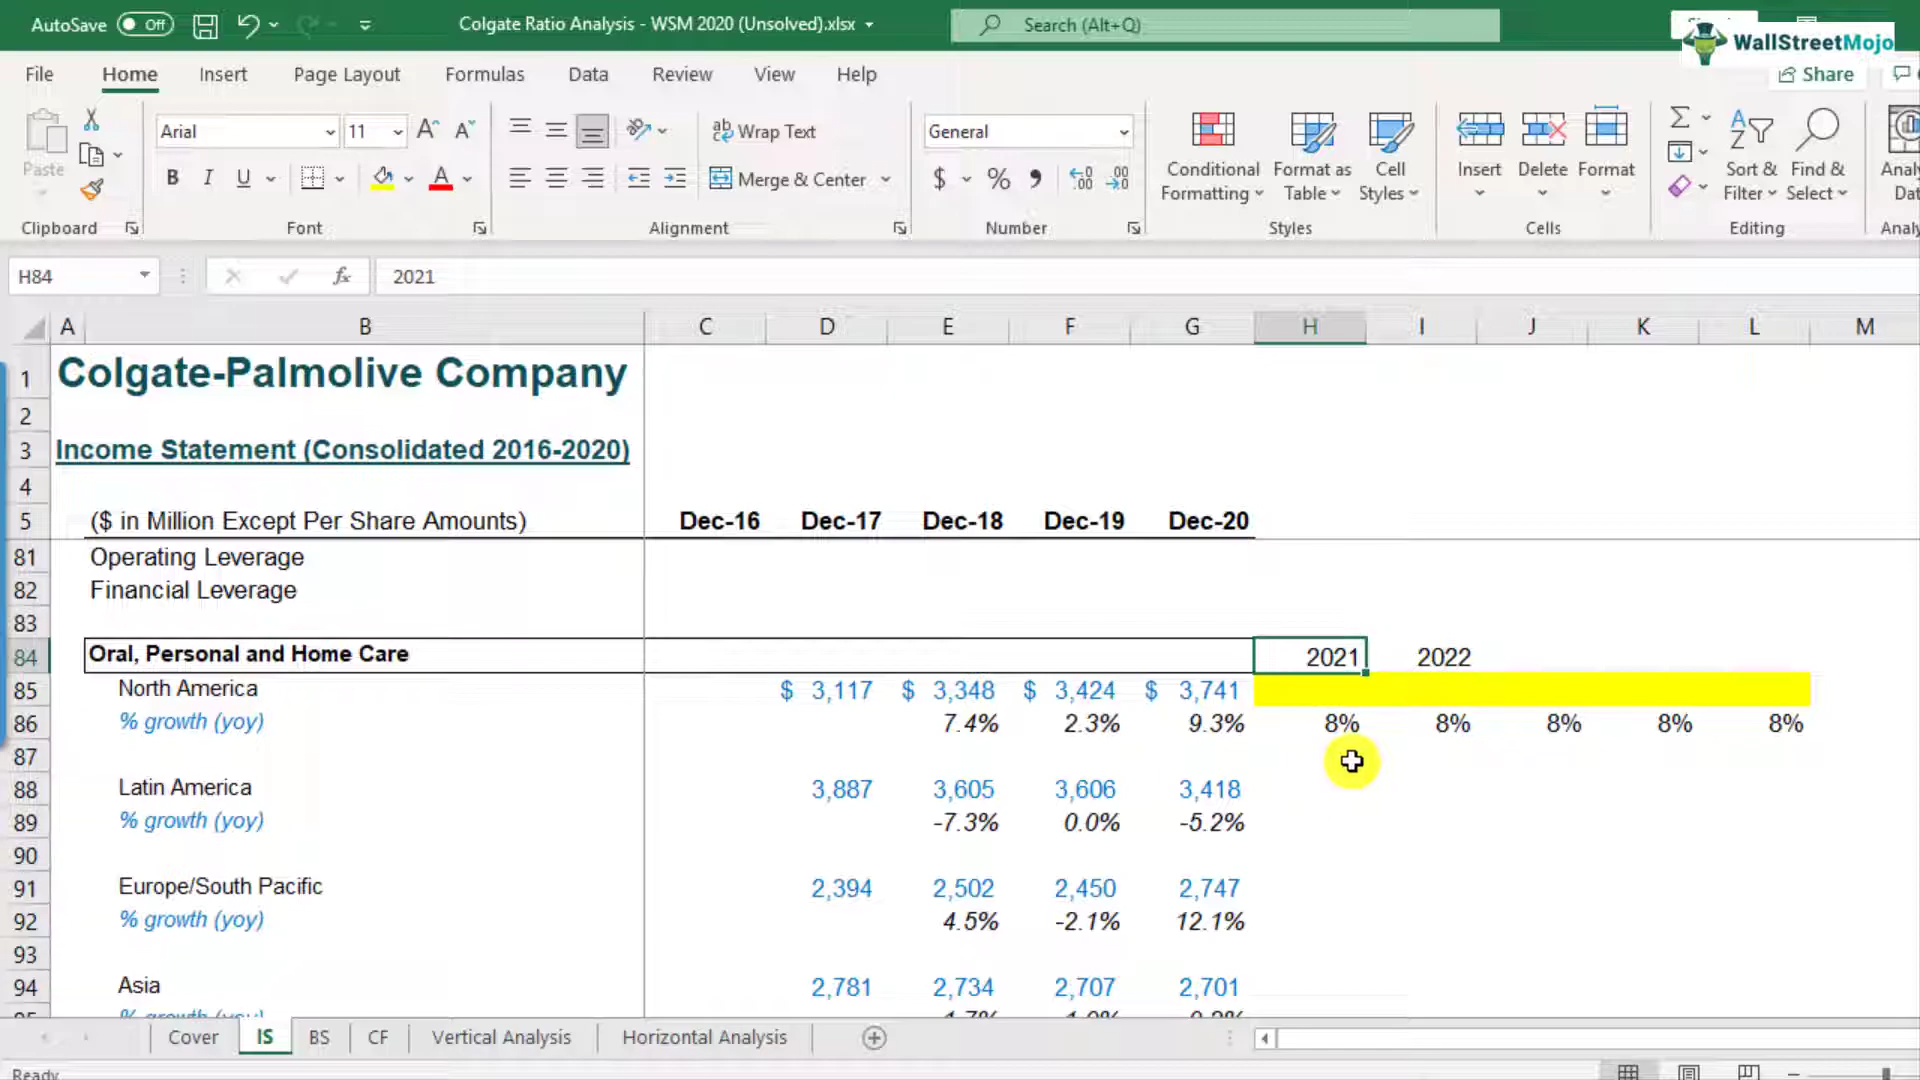 AutoSave Off Colgate Ratio Analysis - WSM 2020 (Unsolved).xlsx Search (Alt+Q)
WallStreetMojo
File Home Insert Page Layout Formulas Data Review View Help Share
Paste Arial 11 Wrap Text General
B I U Merge & Center $ %
Conditional Formatting Format as Table Cell Styles Insert Delete Format Sort & Filter Find & Select
Clipboard Font Alignment Number Styles Cells Editing
H84 fx 2021
A B C D E F G H I J K L M
1 Colgate-Palmolive Company
2
3 Income Statement (Consolidated 2016-2020)
4
5 ($ in Million Except Per Share Amounts) Dec-16 Dec-17 Dec-18 Dec-19 Dec-20
81 Operating Leverage
82 Financial Leverage
83
84 Oral, Personal and Home Care 2021 2022
85 North America $ 3,117 $ 3,348 $ 3,424 $ 3,741
86 % growth (yoy) 7.4% 2.3% 9.3% 8% 8% 8% 8% 8%
87
88 Latin America 3,887 3,605 3,606 3,418
89 % growth (yoy) -7.3% 0.0% -5.2%
90
91 Europe/South Pacific 2,394 2,502 2,450 2,747
92 % growth (yoy) 4.5% -2.1% 12.1%
93
94 Asia 2,781 2,734 2,707 2,701
Cover IS BS CF Vertical Analysis Horizontal Analysis
Ready